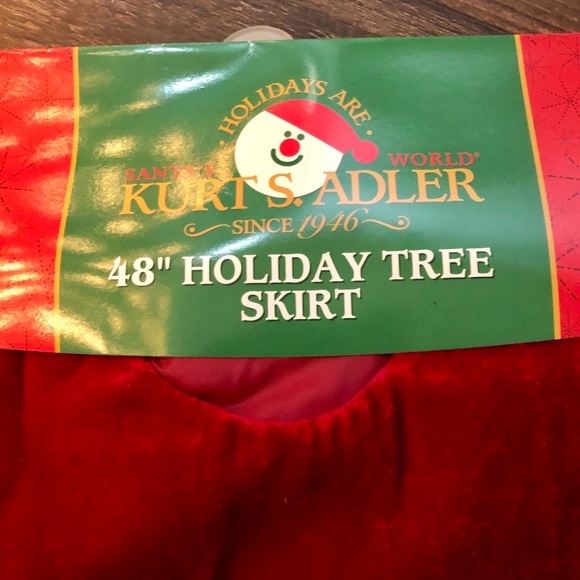 · HOLIDAYS ARE ·
SANTA'S WORLD®
KURT S. ADLER
SINCE 1946
48" HOLIDAY TREE
SKIRT